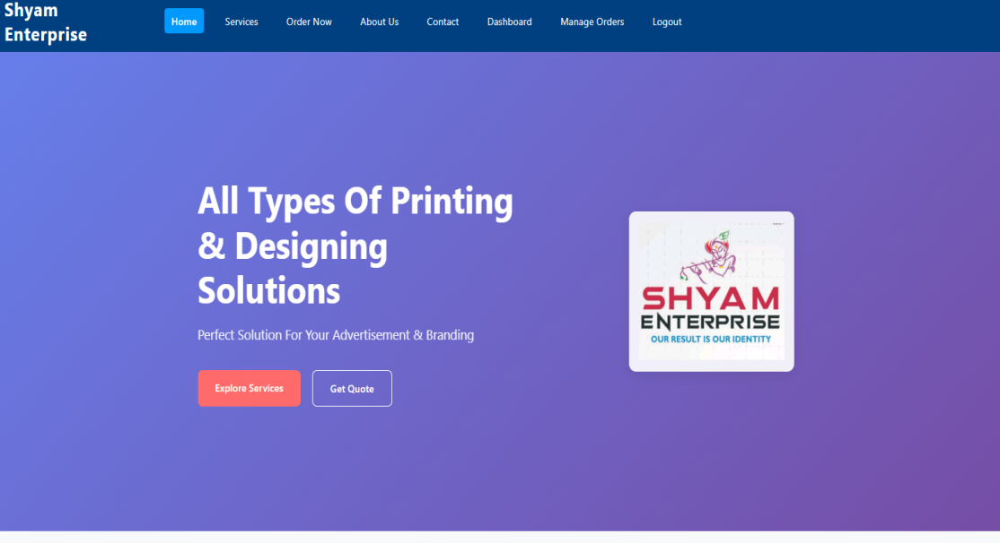 Shyam
Enterprise
Home Services Order Now About Us Contact Dashboard Manage Orders Logout
All Types Of Printing
& Designing
Solutions
Perfect Solution For Your Advertisement & Branding
Explore Services Get Quote
SHYAM
ENTERPRISE
OUR RESULT IS OUR IDENTITY